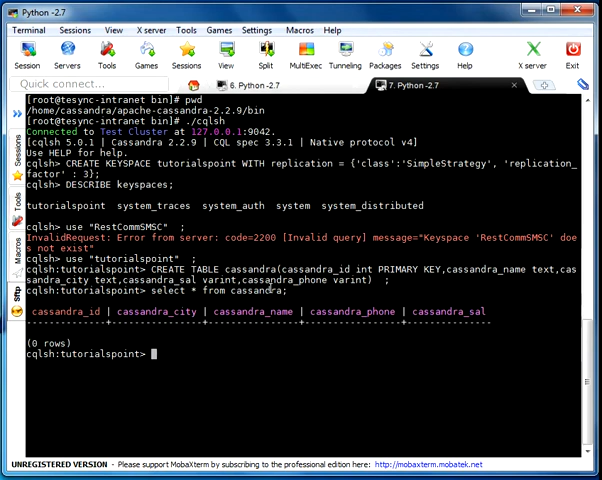 Python -2.7
Terminal Sessions View X server Tools Games Settings Macros Help
Session Servers Tools Games Sessions View Split MultiExec Tunneling Packages Settings Help X server Exit
Quick connect... 6. Python -2.7 7. Python -2.7
Sessions
Tools
Macros
Sftp
[root@tesync-intranet bin]# pwd
/home/cassandra/apache-cassandra-2.2.9/bin
[root@tesync-intranet bin]# ./cqlsh
Connected to Test Cluster at 127.0.0.1:9042.
[cqlsh 5.0.1 | Cassandra 2.2.9 | CQL spec 3.3.1 | Native protocol v4]
Use HELP for help.
cqlsh> CREATE KEYSPACE tutorialspoint WITH replication = {'class':'SimpleStrategy', 'replication_
factor' : 3};
cqlsh> DESCRIBE keyspaces;
tutorialspoint system_traces system_auth system system_distributed
cqlsh> use "RestCommSMSC" ;
InvalidRequest: Error from server: code=2200 [Invalid query] message="Keyspace 'RestCommSMSC' doe
s not exist"
cqlsh> use "tutorialspoint" ;
cqlsh:tutorialspoint> CREATE TABLE cassandra(cassandra_id int PRIMARY KEY,cassandra_name text,cas
sandra_city text,cassandra_sal varint,cassandra_phone varint) ;
cqlsh:tutorialspoint> select * from cassandra;
cassandra_id | cassandra_city | cassandra_name | cassandra_phone | cassandra_sal
--------------+----------------+----------------+-----------------+---------------
(0 rows)
cqlsh:tutorialspoint>
UNREGISTERED VERSION - Please support MobaXterm by subscribing to the professional edition here: http://mobaxterm.mobatek.net